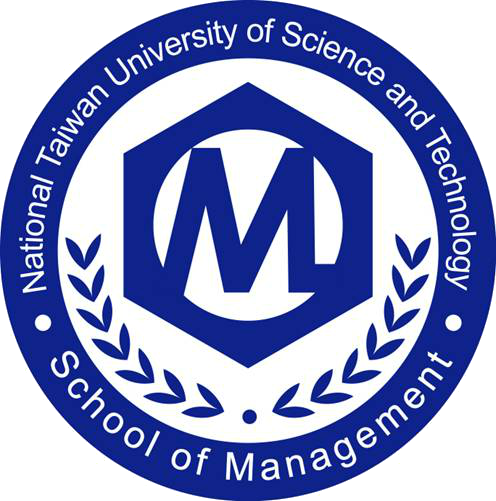 National Taiwan University of Science and Technology
M
School of Management